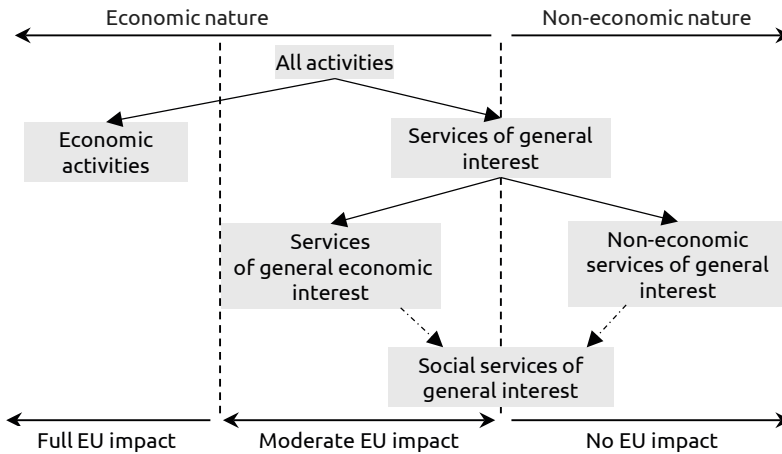 Economic nature
Non-economic nature
All activities
Economic
activities
Services of general
interest
Services
of general economic
interest
Non-economic
services of general
interest
Social services of
general interest
Full EU impact
Moderate EU impact
No EU impact